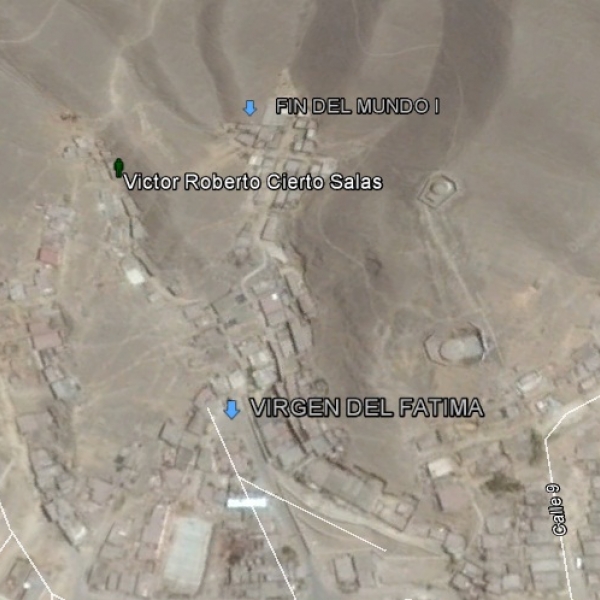 FIN DEL MUNDO I
Victor Roberto Cierto Salas
VIRGEN DEL FATIMA
Calle 9